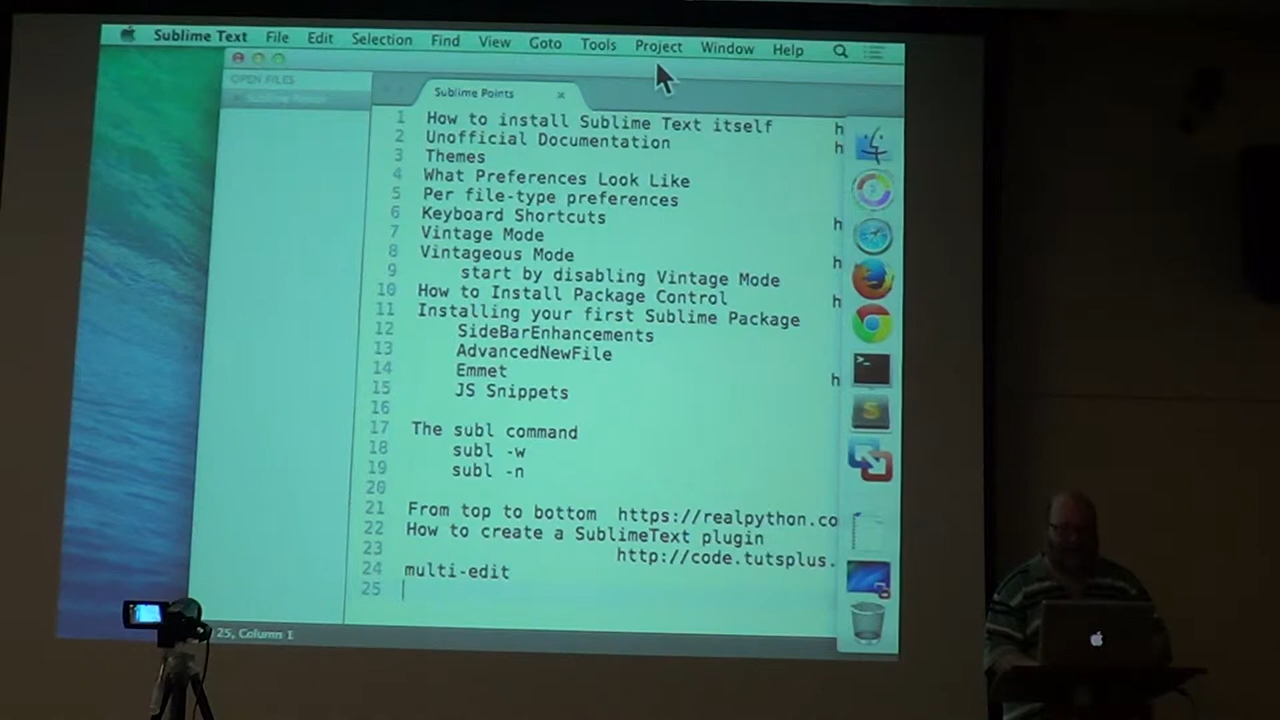 Sublime Text File Edit Selection Find View Goto Tools Project Window Help
OPEN FILES
Sublime Points
Sublime Points x
1 How to install Sublime Text itself h
2 Unofficial Documentation h
3 Themes
4 What Preferences Look Like
5 Per file-type preferences
6 Keyboard Shortcuts h
7 Vintage Mode
8 Vintageous Mode h
9 start by disabling Vintage Mode
10 How to Install Package Control h
11 Installing your first Sublime Package
12 SideBarEnhancements
13 AdvancedNewFile
14 Emmet h
15 JS Snippets
16
17 The subl command
18 subl -w
19 subl -n
20
21 From top to bottom https://realpython.co
22 How to create a SublimeText plugin
23 http://code.tutsplus.
24 multi-edit
25
25, Column 1